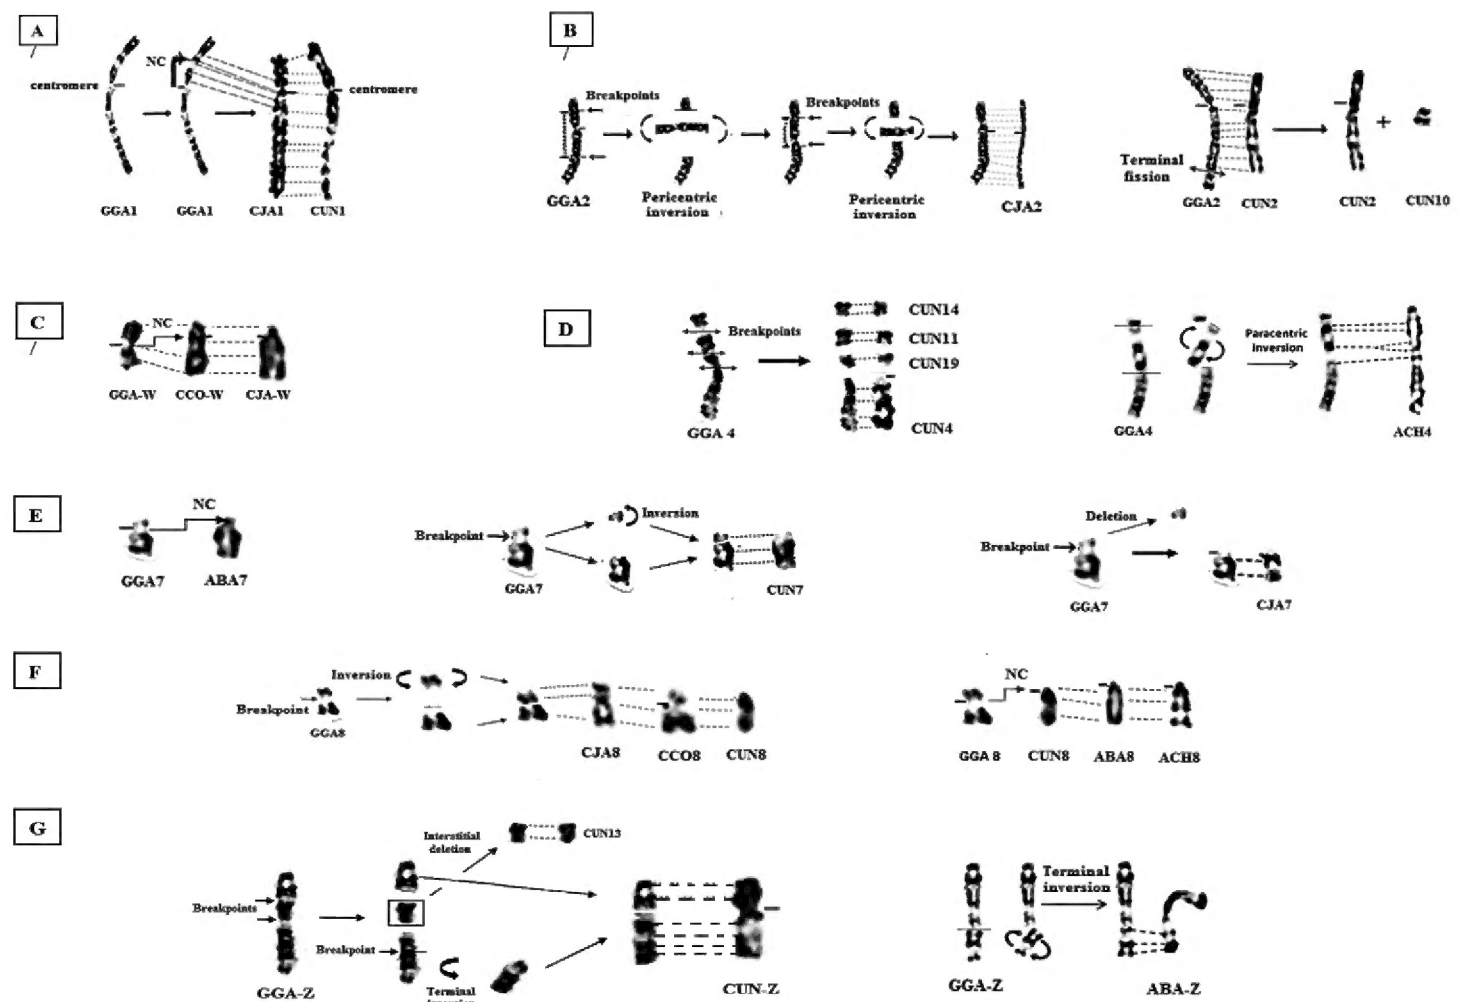 A
NC
centromere
centromere
GGA1
GGA1
CJA1
CUN1
B
Breakpoints
Breakpoints
GGA2
Pericentric
inversion
Pericentric
inversion
CJA2
Terminal
fission
GGA2
CUN2
+
CUN2
CUN10
C
NC
GGA-W
CCO-W
CJA-W
D
Breakpoints
GGA 4
CUN14
CUN11
CUN19
CUN4
Paracentric
inversion
GGA4
ACH4
E
NC
GGA7
ABA7
Breakpoint
Inversion
GGA7
CUN7
Deletion
Breakpoint
GGA7
CJA7
F
Inversion
Breakpoint
GGA8
CJA8
CCO8
CUN8
NC
GGA 8
CUN8
ABA8
ACH8
G
Interstitial
deletion
CUN13
Breakpoints
Breakpoint
GGA-Z
Terminal
CUN-Z
Terminal
inversion
GGA-Z
ABA-Z